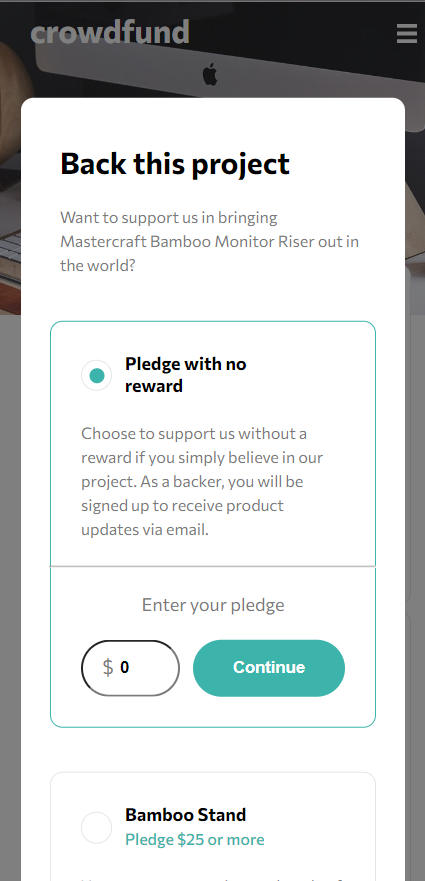 crowdfund
Back this project
Want to support us in bringing
Mastercraft Bamboo Monitor Riser out in
the world?
Pledge with no
reward
Choose to support us without a
reward if you simply believe in our
project. As a backer, you will be
signed up to receive product
updates via email.
Enter your pledge
$ 0
Continue
Bamboo Stand
Pledge $25 or more